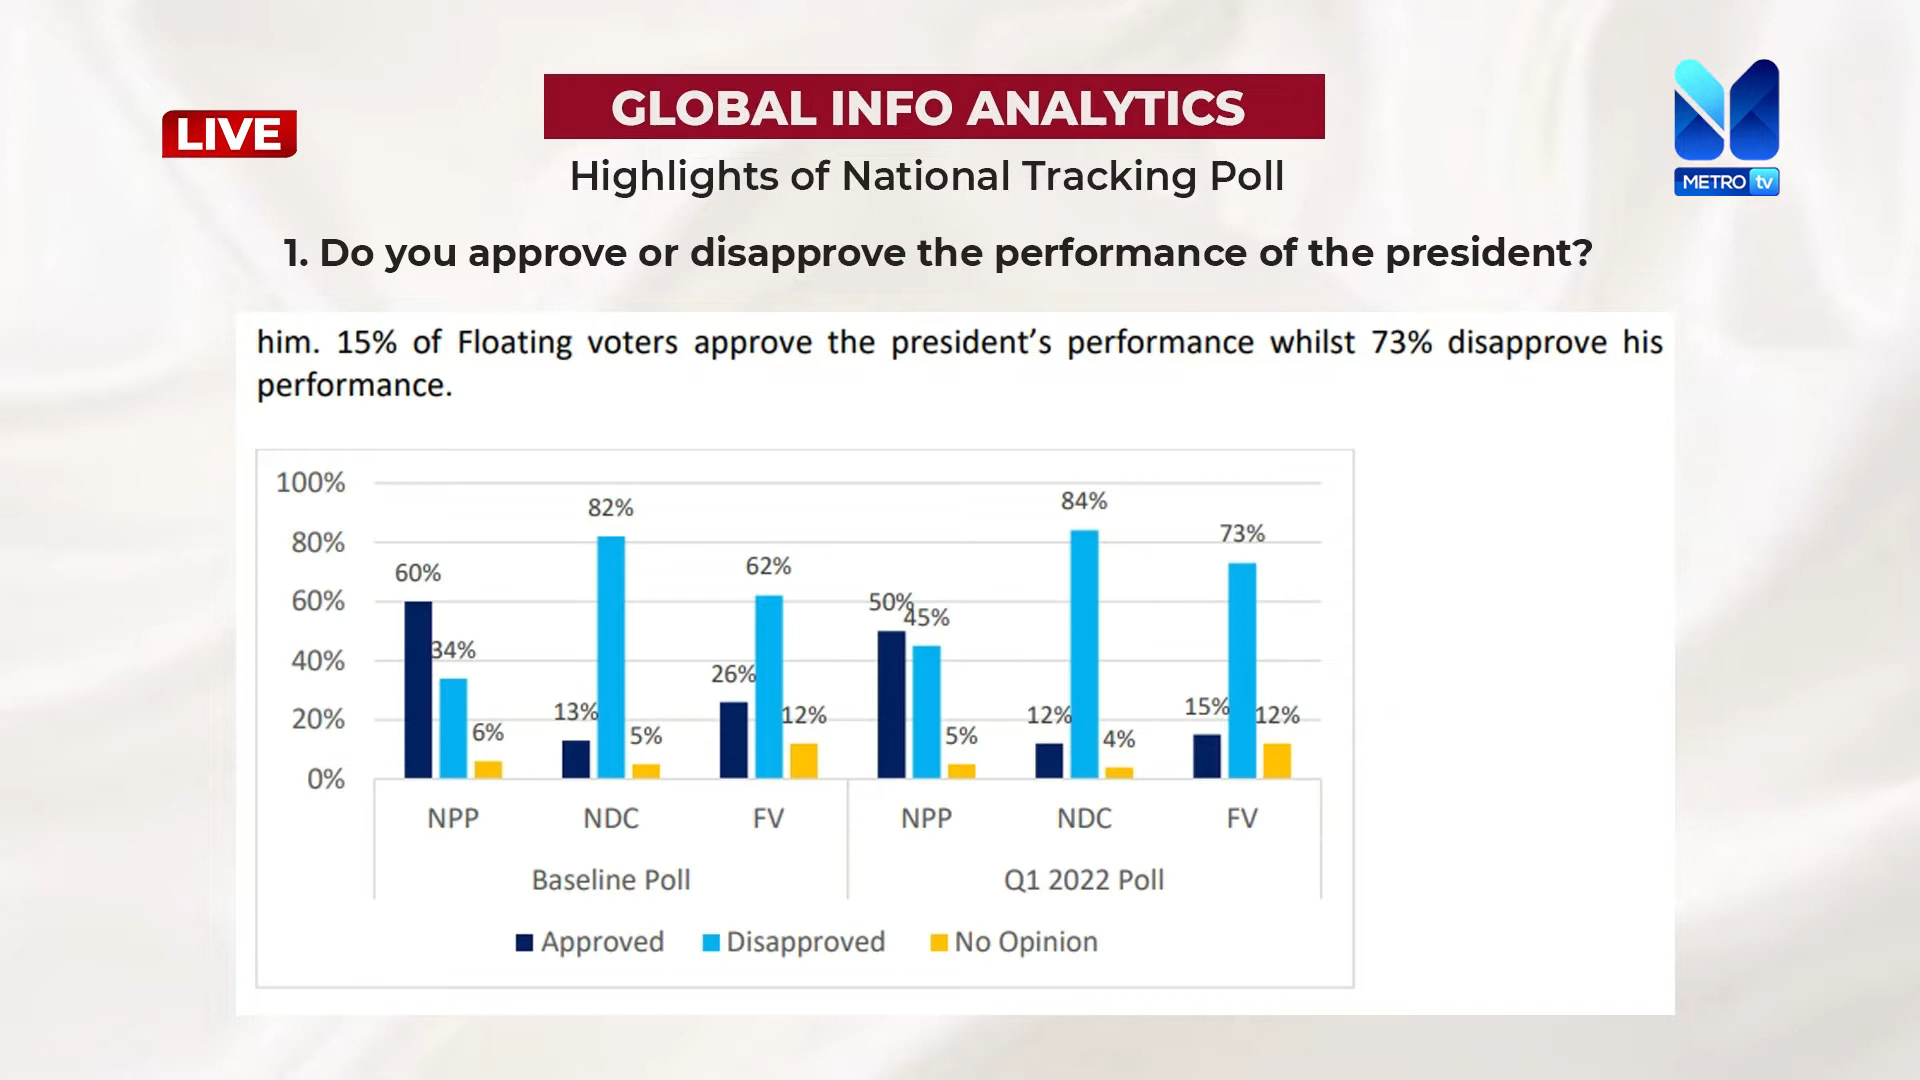 LIVE
GLOBAL INFO ANALYTICS
Highlights of National Tracking Poll
METRO tv
1. Do you approve or disapprove the performance of the president?
him. 15% of Floating voters approve the president's performance whilst 73% disapprove his
performance.
100%
80%
60%
40%
20%
0%
60%
34%
6%
13%
82%
5%
26%
62%
12%
50%
45%
5%
12%
84%
4%
15%
73%
12%
NPP NDC FV NPP NDC FV
Baseline Poll Q1 2022 Poll
Approved Disapproved No Opinion